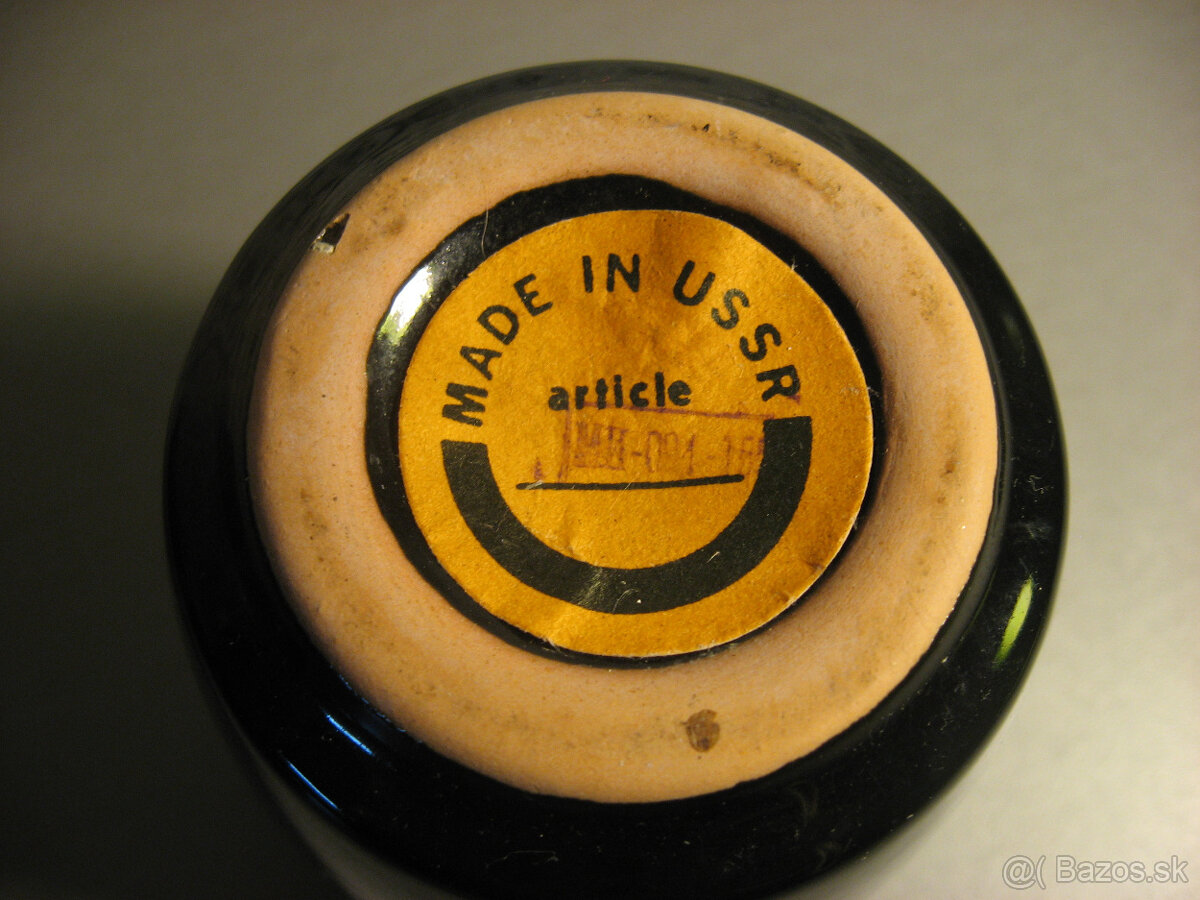 MADE IN USSR
article
@( Bazos.sk